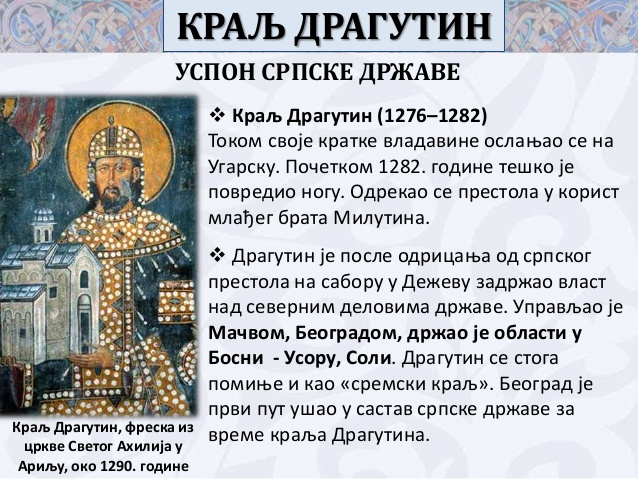 КРАЉ ДРАГУТИН
УСПОН СРПСКЕ ДРЖАВЕ
❖ Краљ Драгутин (1276–1282)
Током своје кратке владавине ослањао се на
Угарску. Почетком 1282. године тешко је
повредио ногу. Одрекао се престола у корист
млађег брата Милутина.
❖ Драгутин је после одрицања од српског
престола на сабору у Дежеву задржао власт
над северним деловима државе. Управљао је
Мачвом, Београдом, држао је области у
Босни - Усору, Соли. Драгутин се стога
помиње и као «сремски краљ». Београд је
први пут ушао у састав српске државе за
време краља Драгутина.
Краљ Драгутин, фреска из
цркве Светог Ахилија у
Ариљу, око 1290. године